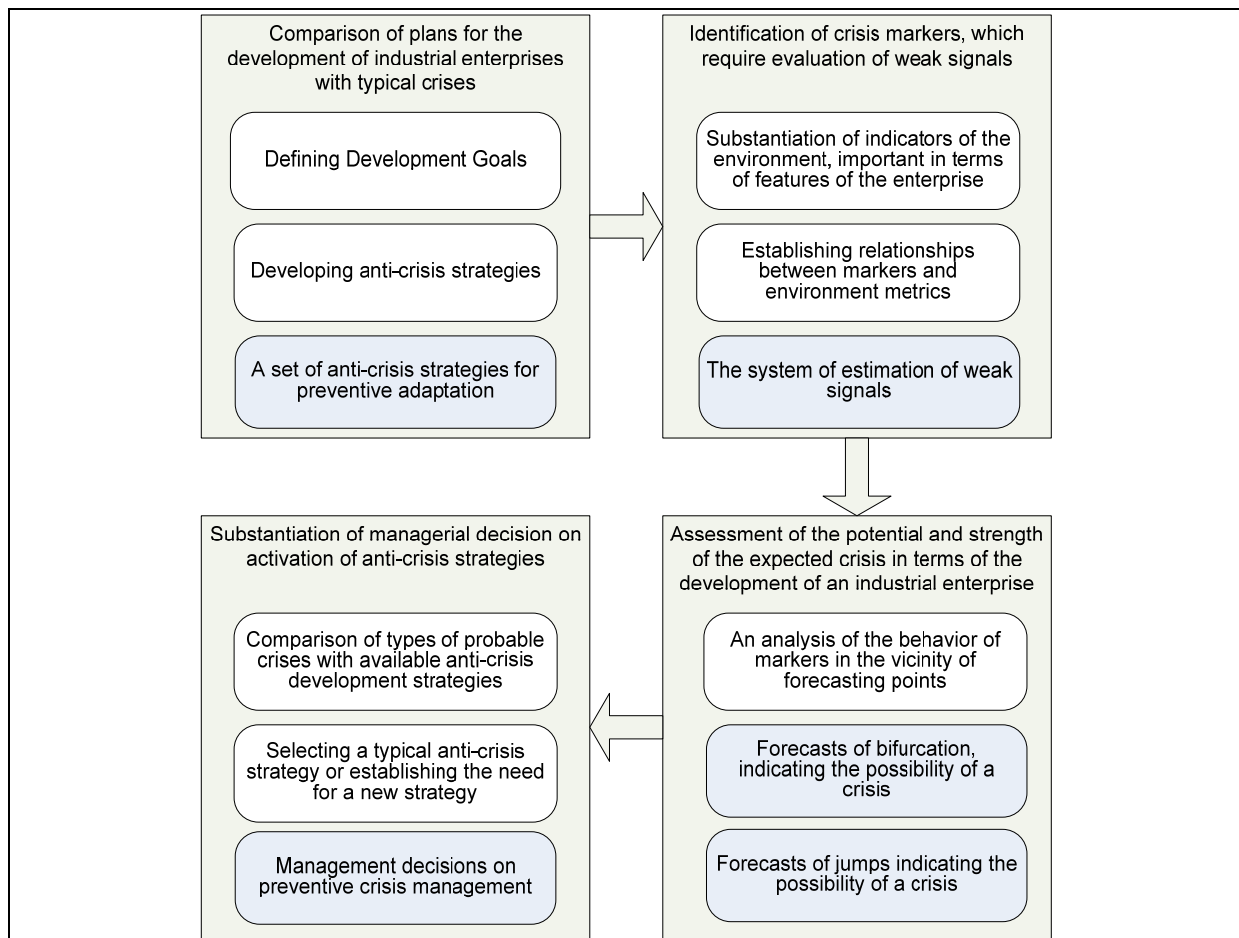 Comparison of plans for the
development of industrial enterprises
with typical crises
Defining Development Goals
Developing anti-crisis strategies
A set of anti-crisis strategies for
preventive adaptation
Identification of crisis markers, which
require evaluation of weak signals
Substantiation of indicators of the
environment, important in terms
of features of the enterprise
Establishing relationships
between markers and
environment metrics
The system of estimation of weak
signals
Assessment of the potential and strength
of the expected crisis in terms of the
development of an industrial enterprise
An analysis of the behavior of
markers in the vicinity of
forecasting points
Forecasts of bifurcation,
indicating the possibility of a
crisis
Forecasts of jumps indicating the
possibility of a crisis
Substantiation of managerial decision on
activation of anti-crisis strategies
Comparison of types of probable
crises with available anti-crisis
development strategies
Selecting a typical anti-crisis
strategy or establishing the need
for a new strategy
Management decisions on
preventive crisis management